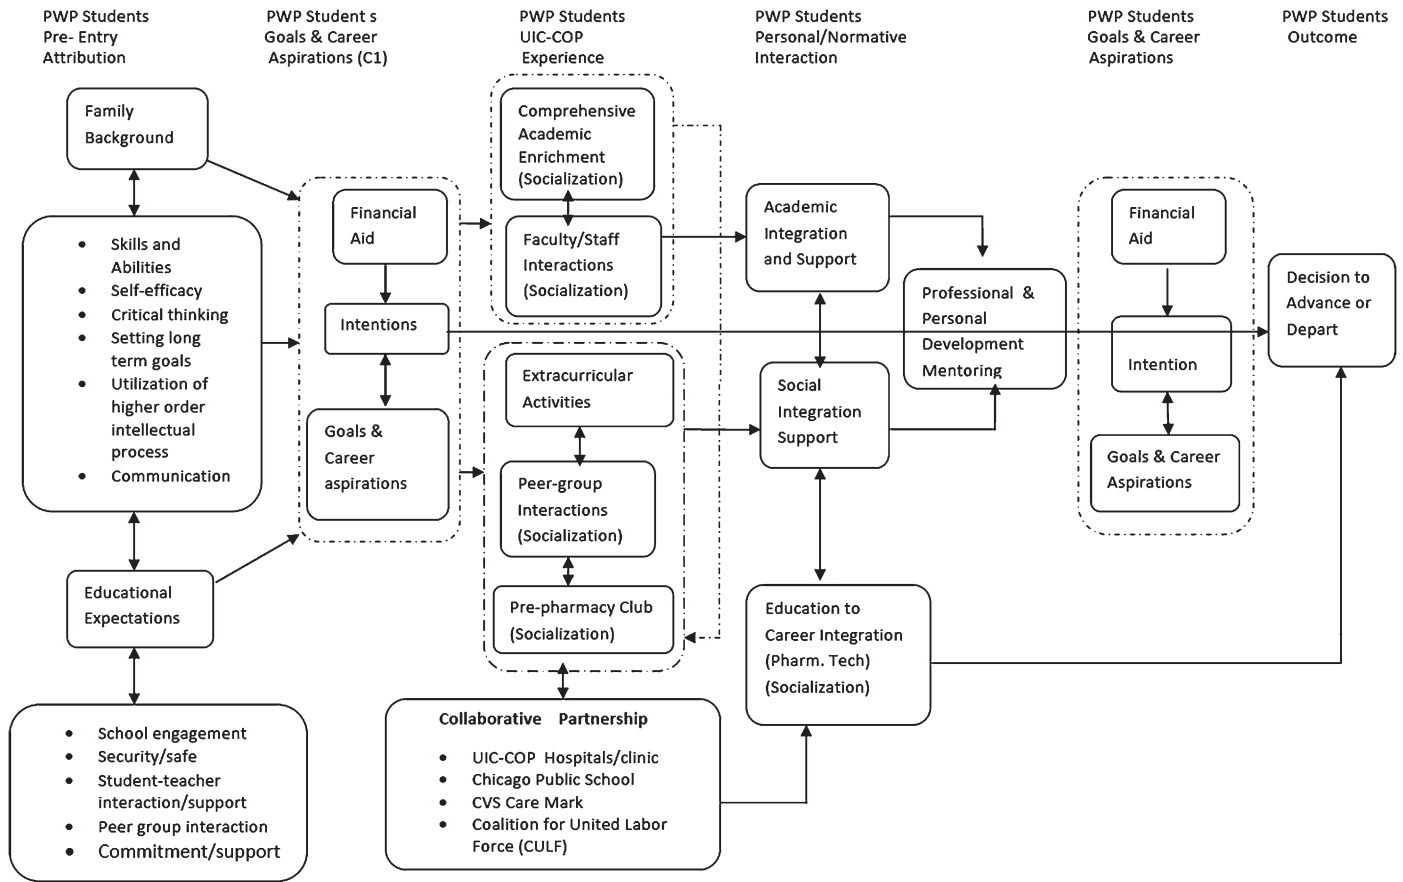 PWP Students
Pre- Entry
Attribution
PWP Student s
Goals & Career
Aspirations (C1)
PWP Students
UIC-COP
Experience
PWP Students
Personal/Normative
Interaction
PWP Students
Goals & Career
Aspirations
PWP Students
Outcome
Family
Background
• Skills and
Abilities
• Self-efficacy
• Critical thinking
• Setting long
term goals
• Utilization of
higher order
intellectual
process
• Communication
Educational
Expectations
• School engagement
• Security/safe
• Student-teacher
interaction/support
• Peer group interaction
• Commitment/support
Financial
Aid
Intentions
Goals &
Career
aspirations
Comprehensive
Academic
Enrichment
(Socialization)
Faculty/Staff
Interactions
(Socialization)
Extracurricular
Activities
Peer-group
Interactions
(Socialization)
Pre-pharmacy Club
(Socialization)
Collaborative Partnership
• UIC-COP Hospitals/clinic
• Chicago Public School
• CVS Care Mark
• Coalition for United Labor
Force (CULF)
Academic
Integration
and Support
Social
Integration
Support
Education to
Career Integration
(Pharm. Tech)
(Socialization)
Professional &
Personal
Development
Mentoring
Financial
Aid
Intention
Goals & Career
Aspirations
Decision to
Advance or
Depart